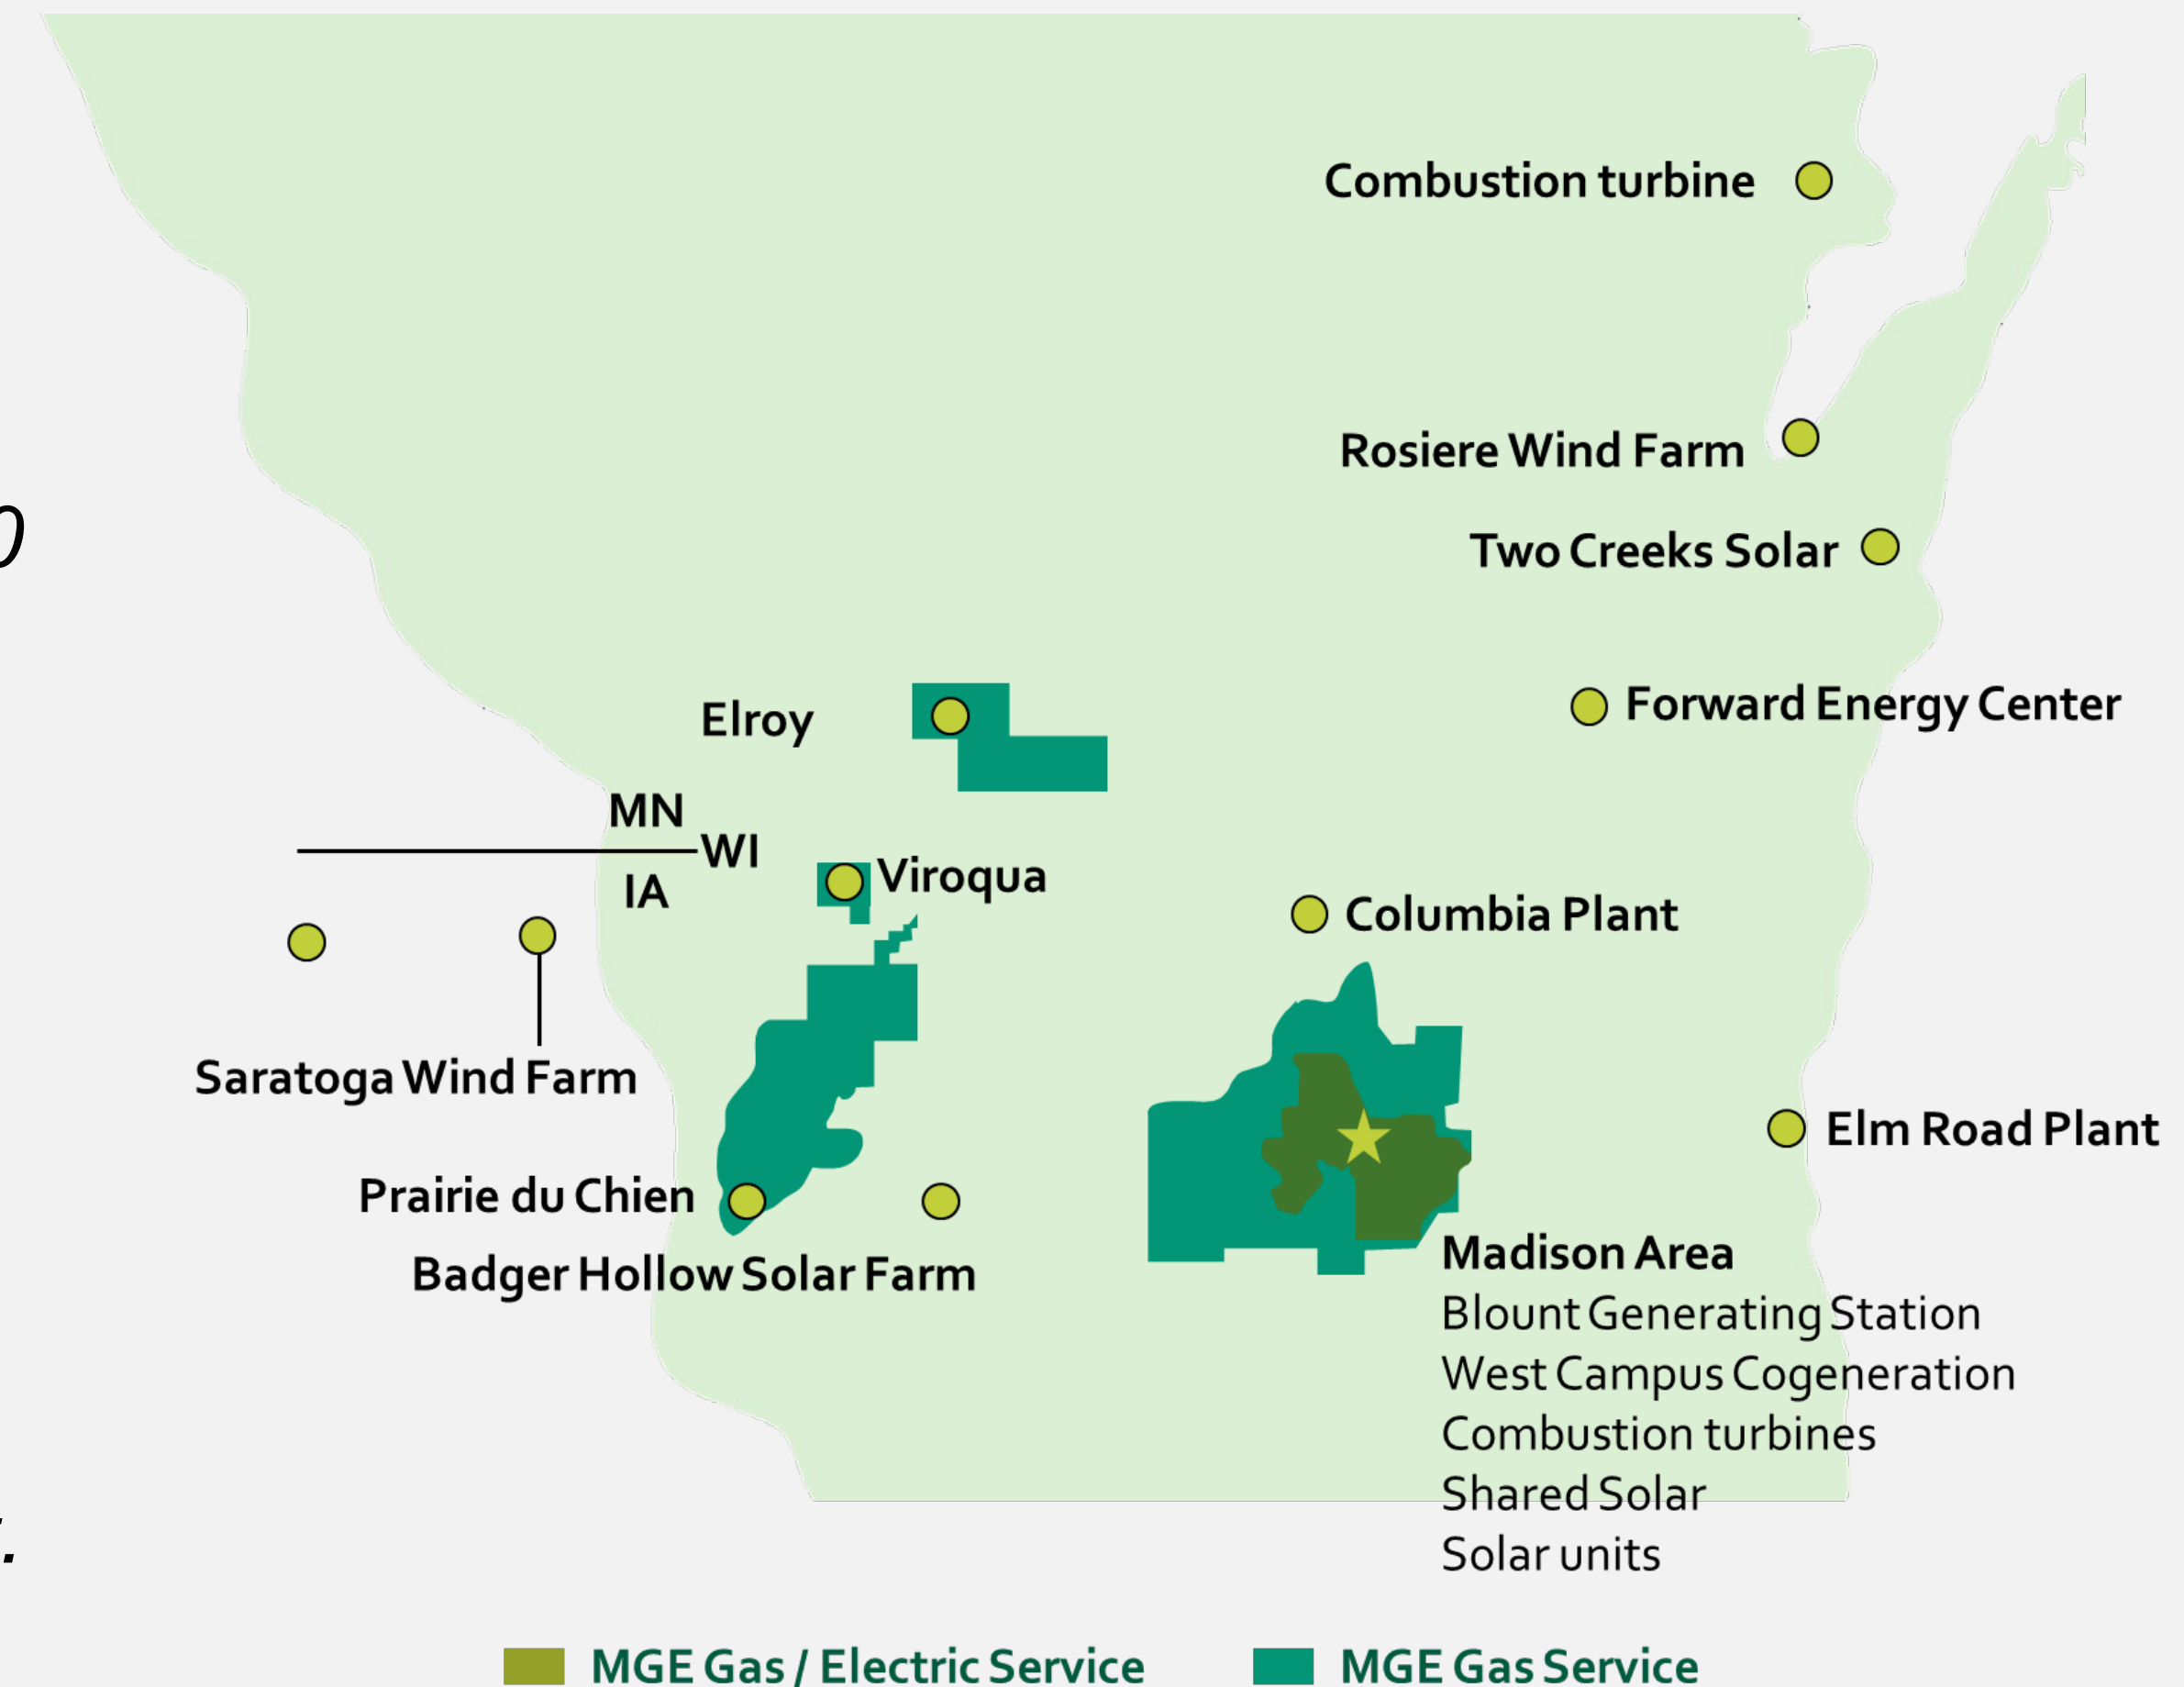 Combustion turbine
Rosiere Wind Farm
0
Two Creeks Solar
Forward Energy Center
Elroy
MN
WI
IA
Viroqua
Columbia Plant
Saratoga Wind Farm
Elm Road Plant
Prairie du Chien
Badger Hollow Solar Farm
Madison Area
Blount Generating Station
West Campus Cogeneration
Combustion turbines
Shared Solar
Solar units
MGE Gas / Electric Service
MGE Gas Service